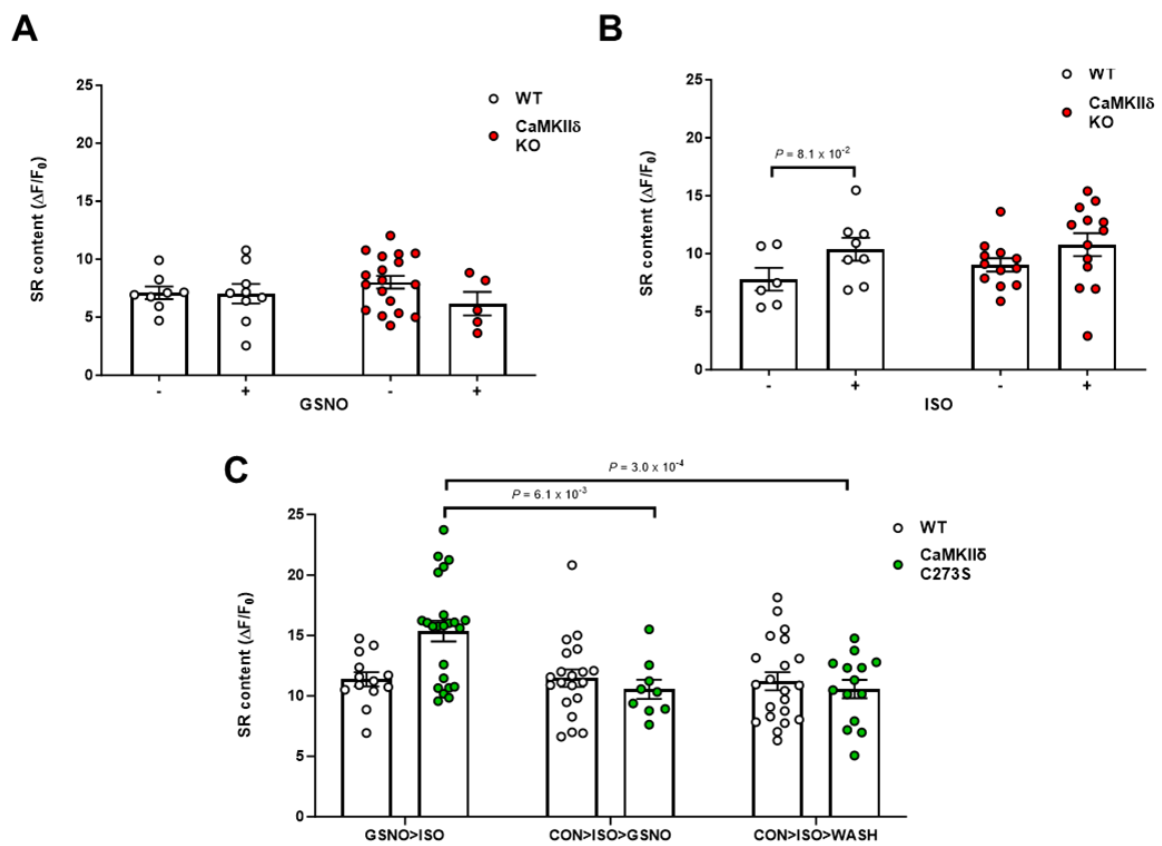 A
SR content (ΔF/F0)
25
20
15
10
5
0
WT
CaMKIIδ
KO
- + - +
GSNO
B
SR content (ΔF/F0)
25
20
15
10
5
0
WT
CaMKIIδ
KO
P = 8.1 x 10-2
- + - +
ISO
C
P = 3.0 x 10-4
P = 6.1 x 10-3
SR content (ΔF/F0)
25
20
15
10
5
0
WT
CaMKIIδ
C273S
GSNO>ISO CON>ISO>GSNO CON>ISO>WASH